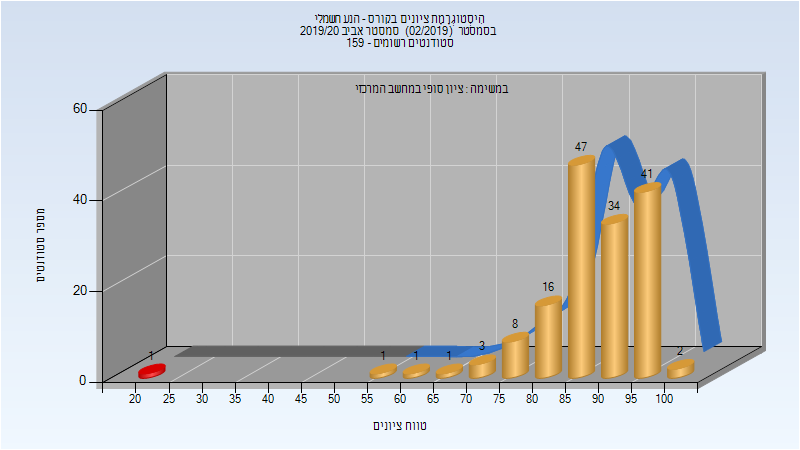 היסטוגרמת ציונים בקורס - הנע חשמלי
בסמסטר (02/2019) סמסטר אביב 2019/20
סטודנטים רשומים - 159
במשימה : ציון סופי במחשב המרכזי
מספר סטודנטים
60
40
20
0
1
1
1
1
3
8
16
47
34
41
2
20 25 30 35 40 45 50 55 60 65 70 75 80 85 90 95 100
טווח ציונים